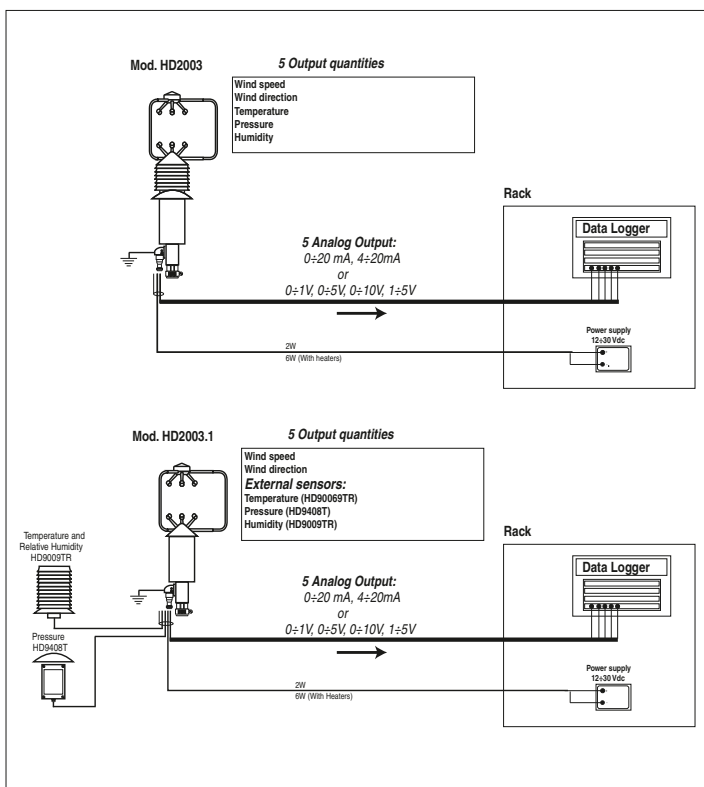 Mod. HD2003
5 Output quantities
Wind speed
Wind direction
Temperature
Pressure
Humidity
Rack
Data Logger
5 Analog Output:
0÷20 mA, 4÷20mA
or
0÷1V, 0÷5V, 0÷10V, 1÷5V
Power supply
12÷30 Vdc
2W
6W (With heaters)
Mod. HD2003.1
5 Output quantities
Wind speed
Wind direction
External sensors:
Temperature (HD90069TR)
Pressure (HD9408T)
Humidity (HD9009TR)
Rack
Temperature and
Relative Humidity
HD9009TR
Data Logger
5 Analog Output:
0÷20 mA, 4÷20mA
or
0÷1V, 0÷5V, 0÷10V, 1÷5V
Pressure
HD9408T
Power supply
12÷30 Vdc
2W
6W (With Heaters)